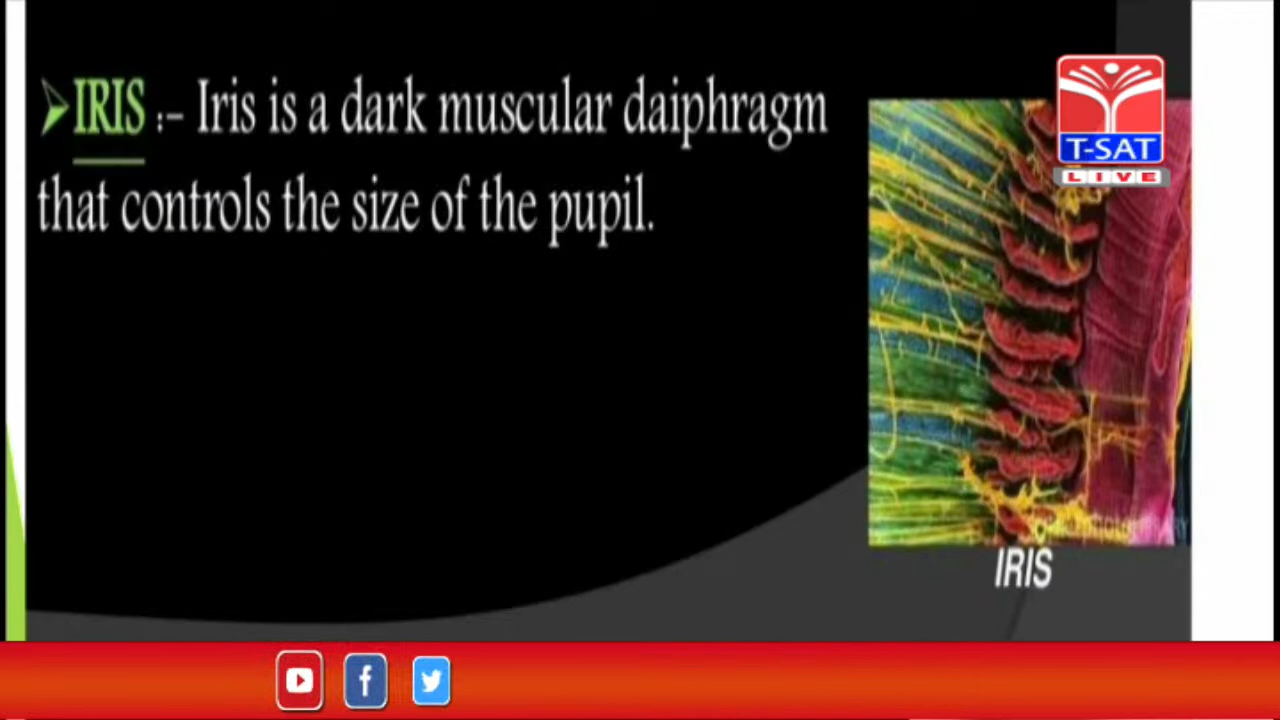 IRIS :- Iris is a dark muscular daiphragm
that controls the size of the pupil.
T-SAT
LIVE
IRIS